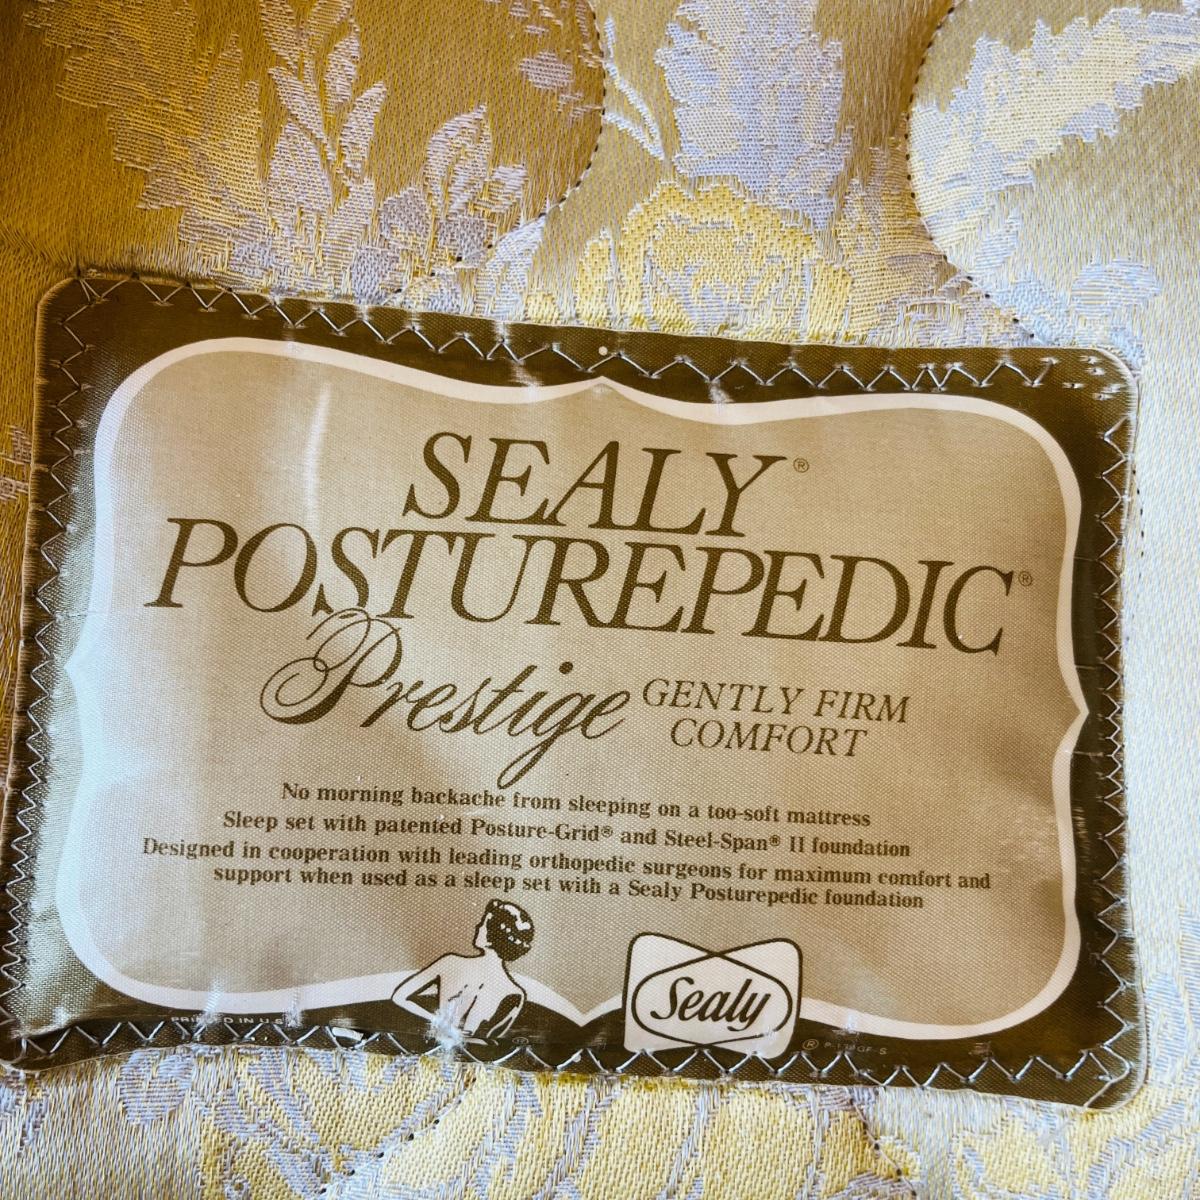 SEALY®
POSTUREPEDIC®
Prestige GENTLY FIRM
COMFORT
No morning backache from sleeping on a too-soft mattress
Sleep set with patented Posture-Grid® and Steel-Span® II foundation
Designed in cooperation with leading orthopedic surgeons for maximum comfort and
support when used as a sleep set with a Sealy Posturepedic foundation
Sealy
IN U.S.
®